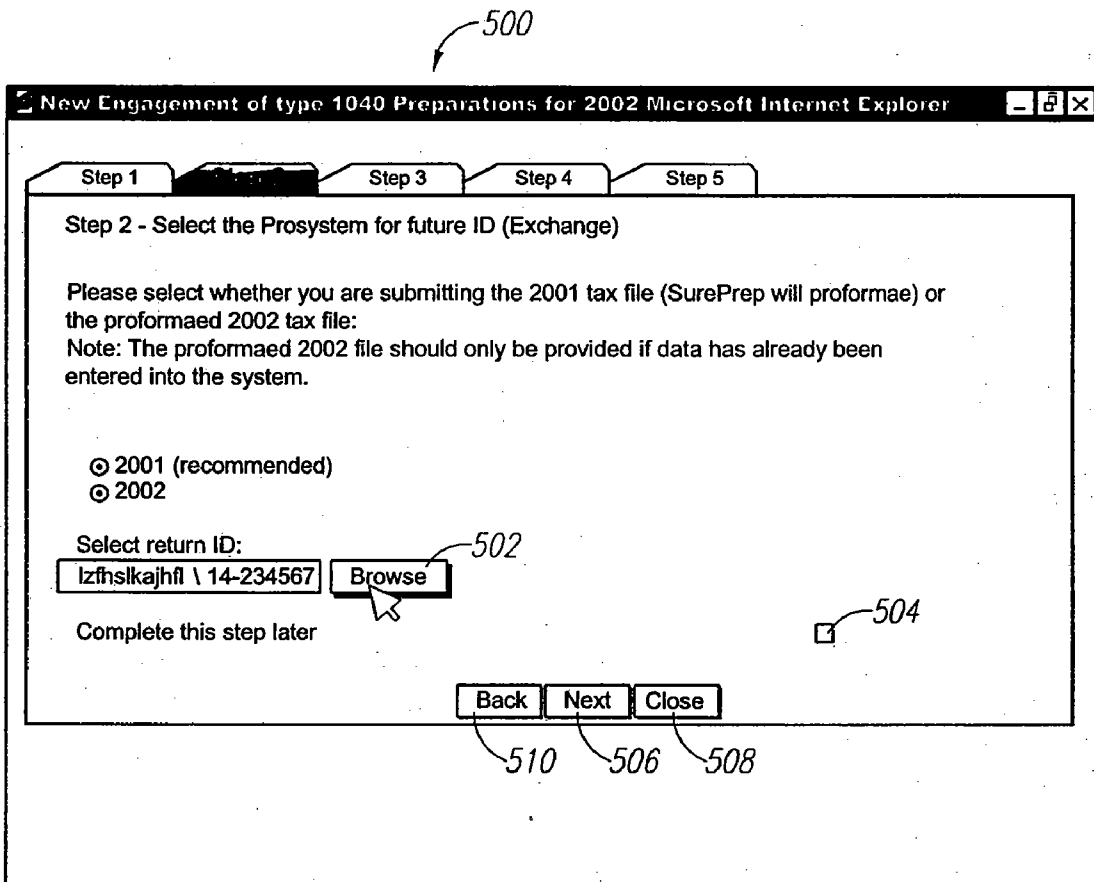 500
New Engagement of type 1040 Preparations for 2002 Microsoft Internet Explorer
Step 1
Step 3
Step 4
Step 5
Step 2 - Select the Prosystem for future ID (Exchange)
Please select whether you are submitting the 2001 tax file (SurePrep will proformae) or
the proformaed 2002 tax file:
Note: The proformaed 2002 file should only be provided if data has already been
entered into the system.
2001 (recommended)
2002
Select return ID:
502
lzfhslkajhfl \ 14-234567
Browse
504
Complete this step later
Back
Next
Close
510
506
508